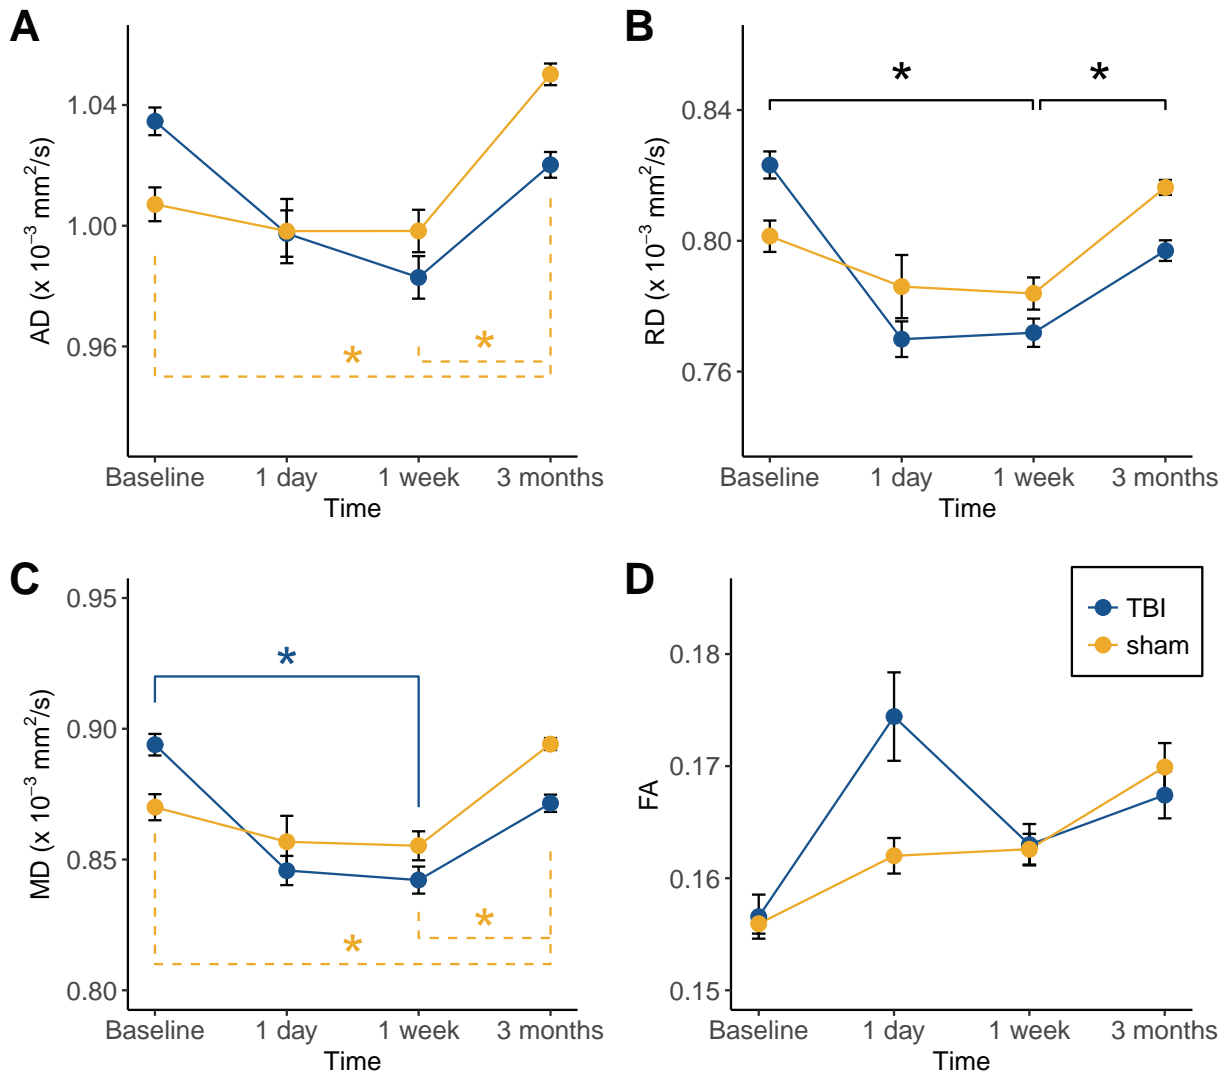 A
AD (x 10⁻³ mm²/s)
1.04
1.00
0.96
*
*
Baseline 1 day 1 week 3 months
Time
B
RD (x 10⁻³ mm²/s)
0.84
0.80
0.76
*
*
Baseline 1 day 1 week 3 months
Time
C
MD (x 10⁻³ mm²/s)
0.95
0.90
0.85
0.80
*
*
*
Baseline 1 day 1 week 3 months
Time
D
FA
0.18
0.17
0.16
0.15
TBI
sham
Baseline 1 day 1 week 3 months
Time